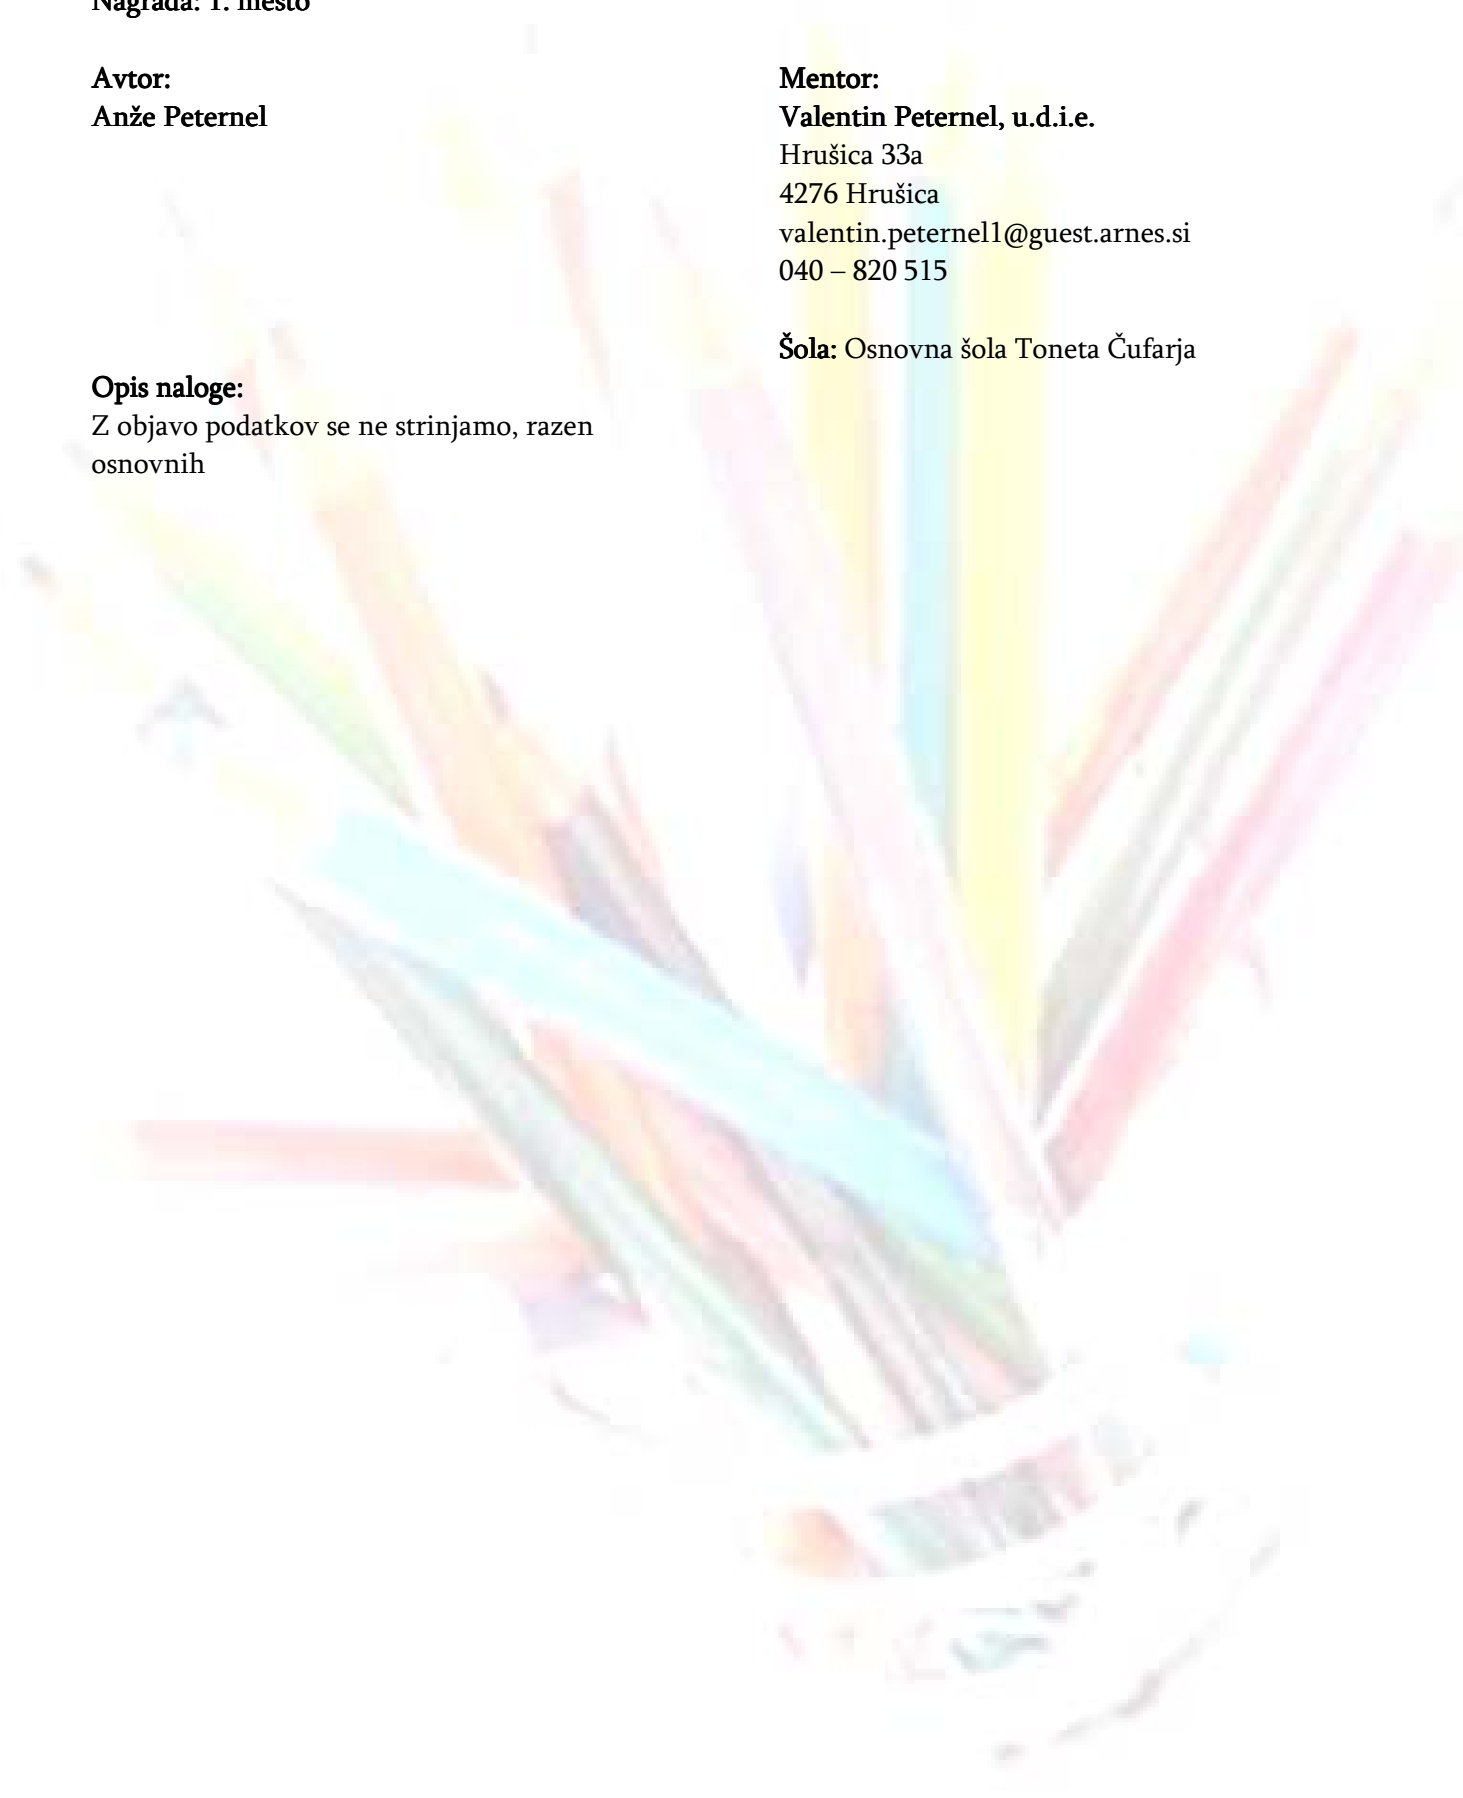 Nagrada: 1. mesto
Avtor:
Anže Peternel
Mentor:
Valentin Peternel, u.d.i.e.
Hrušica 33a
4276 Hrušica
valentin.peternel1@guest.arnes.si
040 – 820 515
Šola: Osnovna šola Toneta Čufarja
Opis naloge:
Z objavo podatkov se ne strinjamo, razen
osnovnih